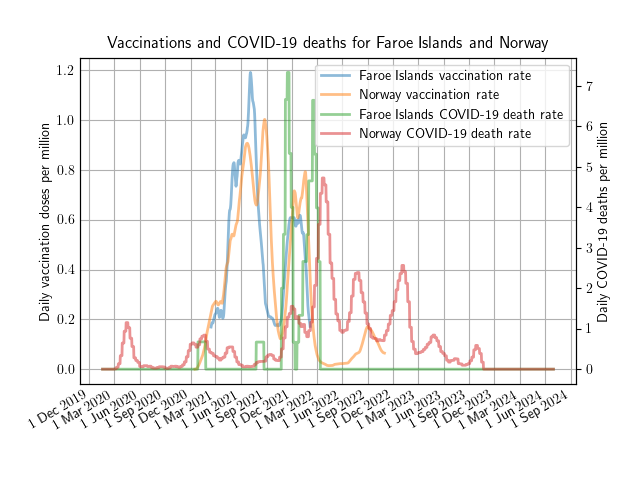 Vaccinations and COVID-19 deaths for Faroe Islands and Norway
Faroe Islands vaccination rate
Norway vaccination rate
Faroe Islands COVID-19 death rate
Norway COVID-19 death rate
Daily vaccination doses per million
1.2
1.0
0.8
0.6
0.4
0.2
0.0
7
6
5
4
3
2
1
0
Daily COVID-19 deaths per million
1 Dec 2019
1 Mar 2020
1 Jun 2020
1 Sep 2020
1 Dec 2020
1 Mar 2021
1 Jun 2021
1 Sep 2021
1 Dec 2021
1 Mar 2022
1 Jun 2022
1 Sep 2022
1 Dec 2022
1 Mar 2023
1 Jun 2023
1 Sep 2023
1 Dec 2023
1 Mar 2024
1 Jun 2024
1 Sep 2024